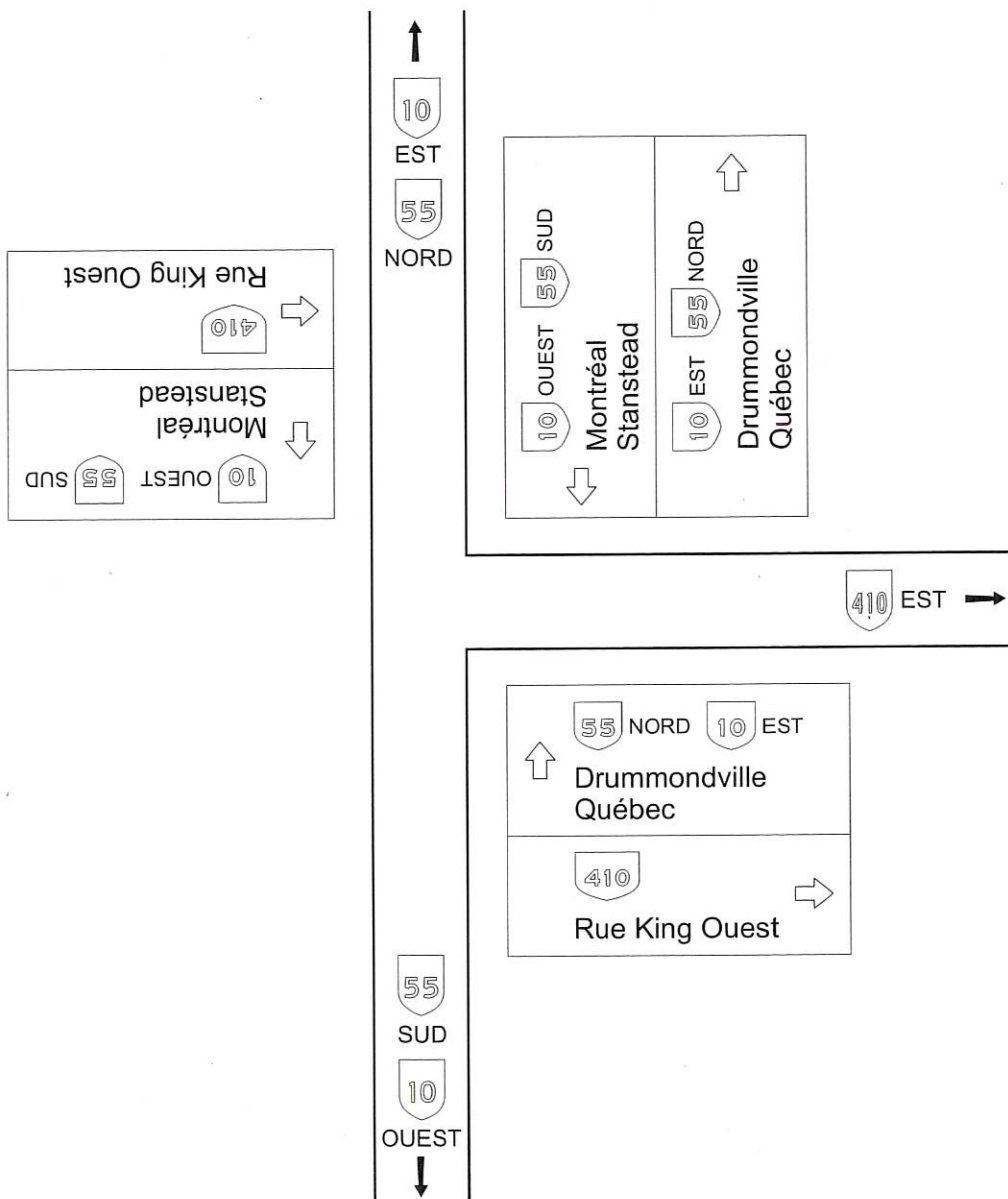 10
EST
55
NORD
Rue King Ouest
410
Montréal
Stanstead
10 OUEST 55 SUD
10 OUEST 55 SUD
Montréal
Stanstead
10 EST 55 NORD
Drummondville
Québec
410 EST
55 NORD 10 EST
Drummondville
Québec
410
Rue King Ouest
55
SUD
10
OUEST